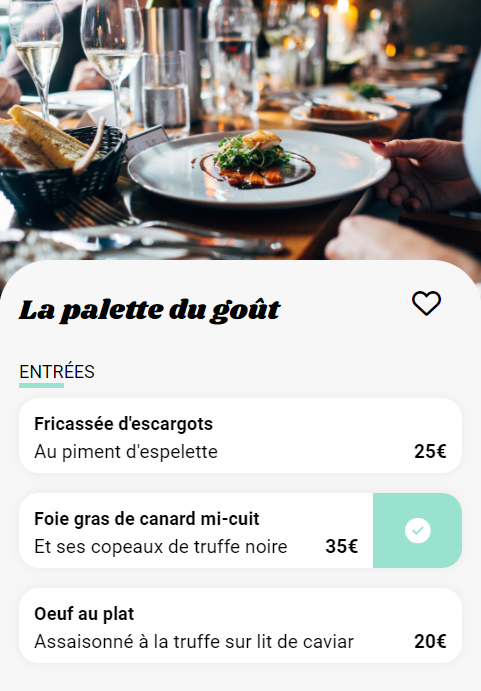 La palette du goût
ENTRÉES
Fricassée d'escargots
Au piment d'espelette 25€
Foie gras de canard mi-cuit
Et ses copeaux de truffe noire 35€
Oeuf au plat
Assaisonné à la truffe sur lit de caviar 20€